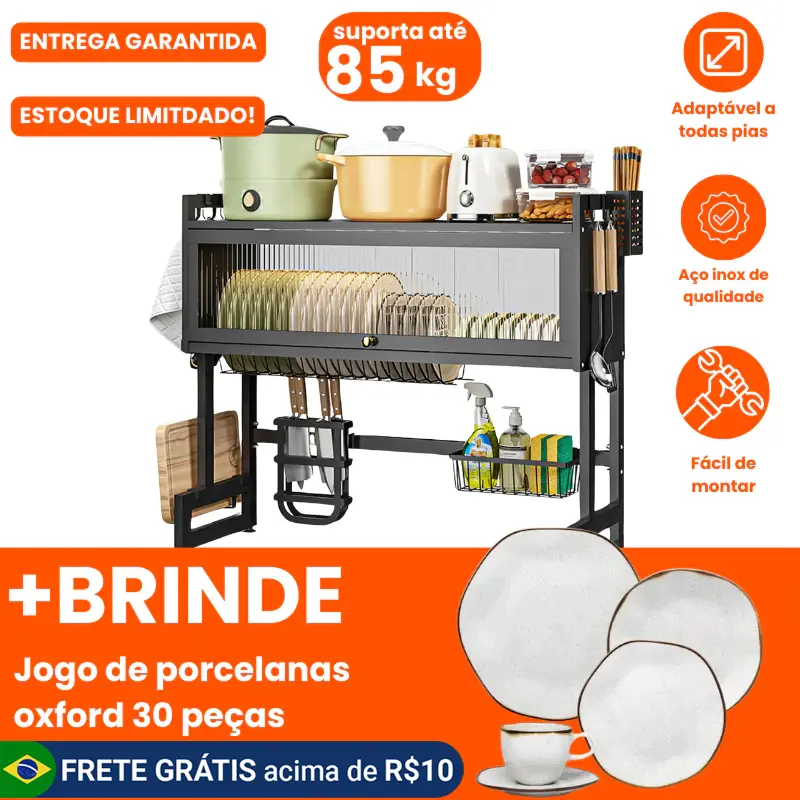 ENTREGA GARANTIDA
ESTOQUE LIMITDADO!
suporta até
85 kg
Adaptável a
todas pias
Aço inox de
qualidade
Fácil de
montar
+BRINDE
Jogo de porcelanas
oxford 30 peças
FRETE GRÁTIS acima de R$10